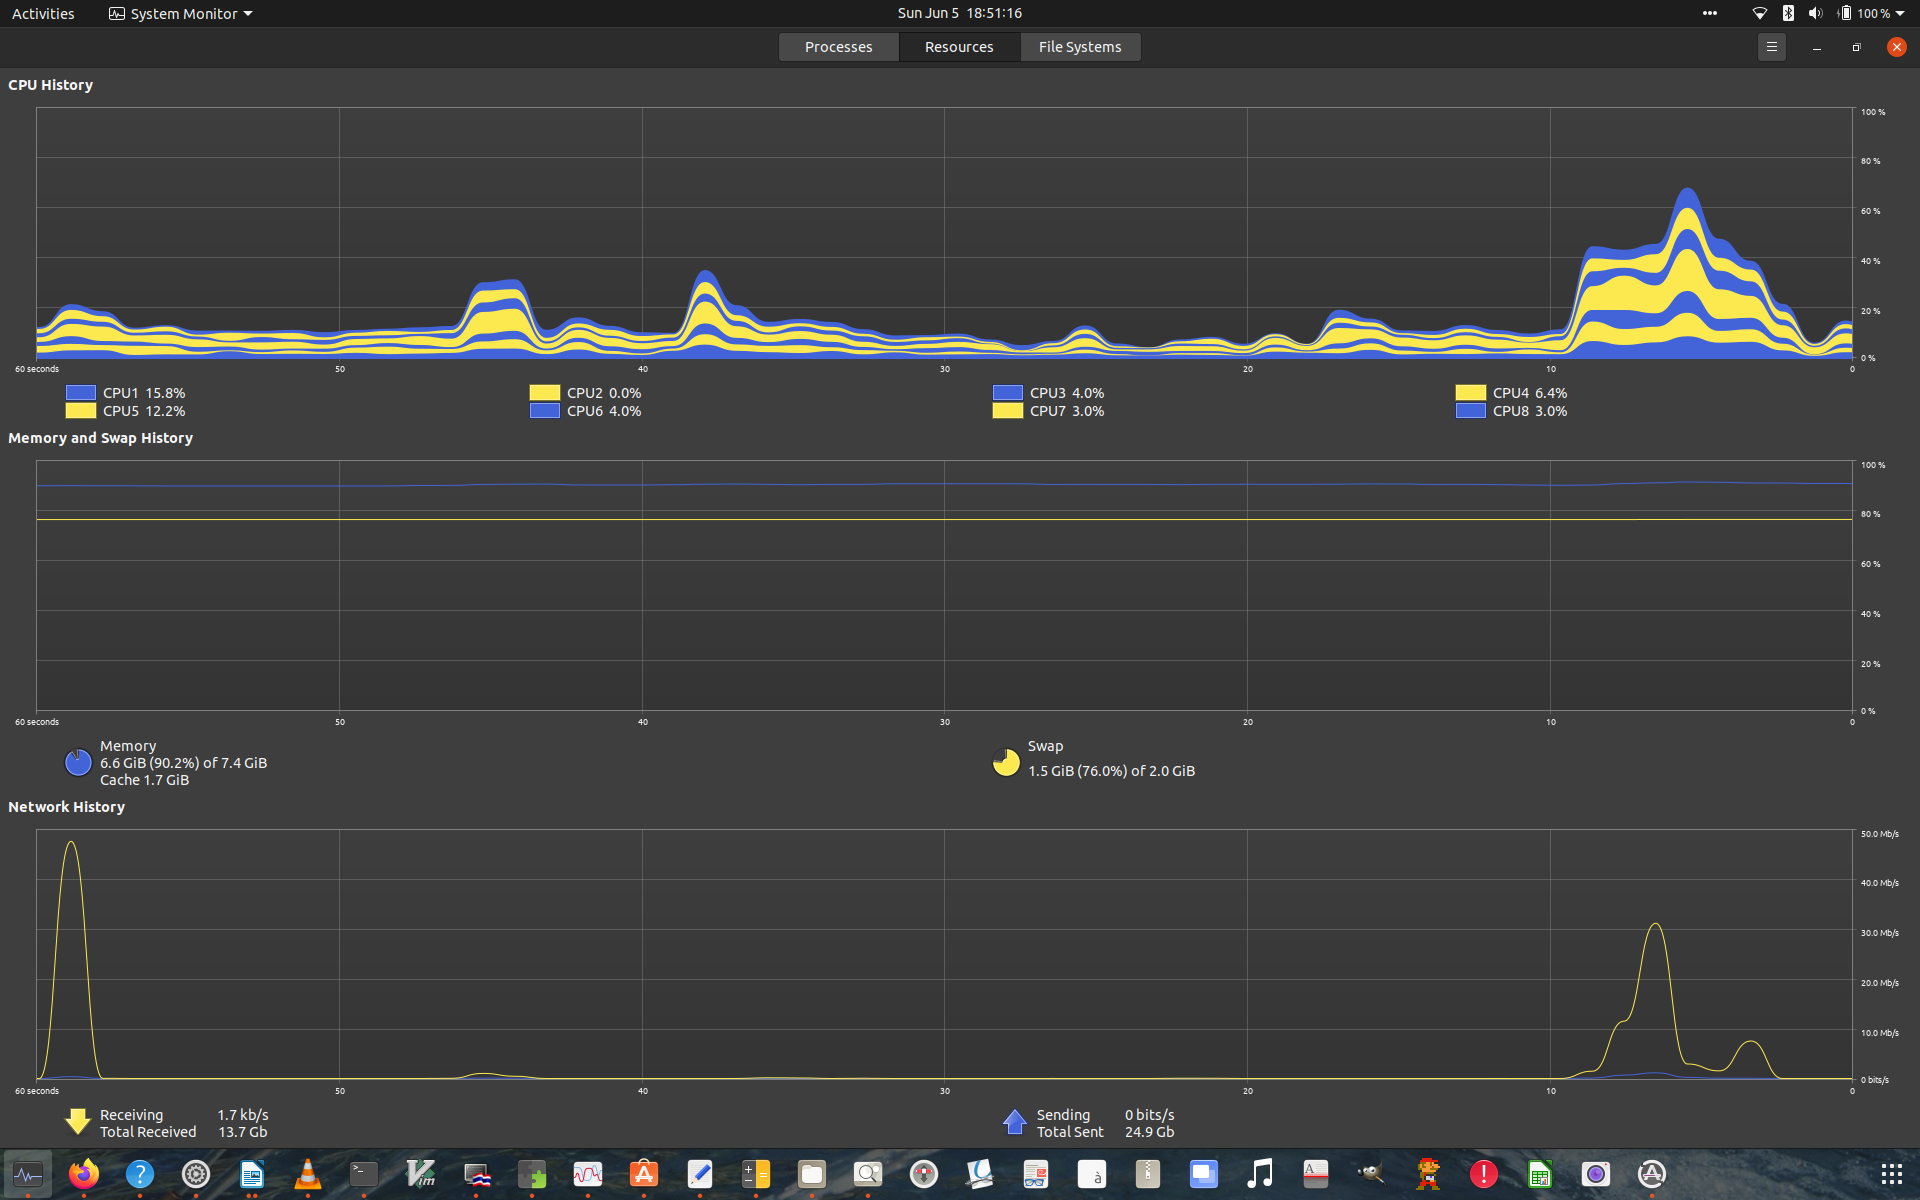 Activities System Monitor Sun Jun 5 18:51:16 100 %
Processes Resources File Systems
CPU History
100 %
80 %
60 %
40 %
20 %
0 %
60 seconds 50 40 30 20 10 0
CPU1 15.8% CPU2 0.0% CPU3 4.0% CPU4 6.4%
CPU5 12.2% CPU6 4.0% CPU7 3.0% CPU8 3.0%
Memory and Swap History
100 %
80 %
60 %
40 %
20 %
0 %
60 seconds 50 40 30 20 10 0
Memory Swap
6.6 GiB (90.2%) of 7.4 GiB 1.5 GiB (76.0%) of 2.0 GiB
Cache 1.7 GiB
Network History
50.0 Mb/s
40.0 Mb/s
30.0 Mb/s
20.0 Mb/s
10.0 Mb/s
0 bits/s
60 seconds 50 40 30 20 10 0
Receiving 1.7 kb/s Sending 0 bits/s
Total Received 13.7 Gb Total Sent 24.9 Gb